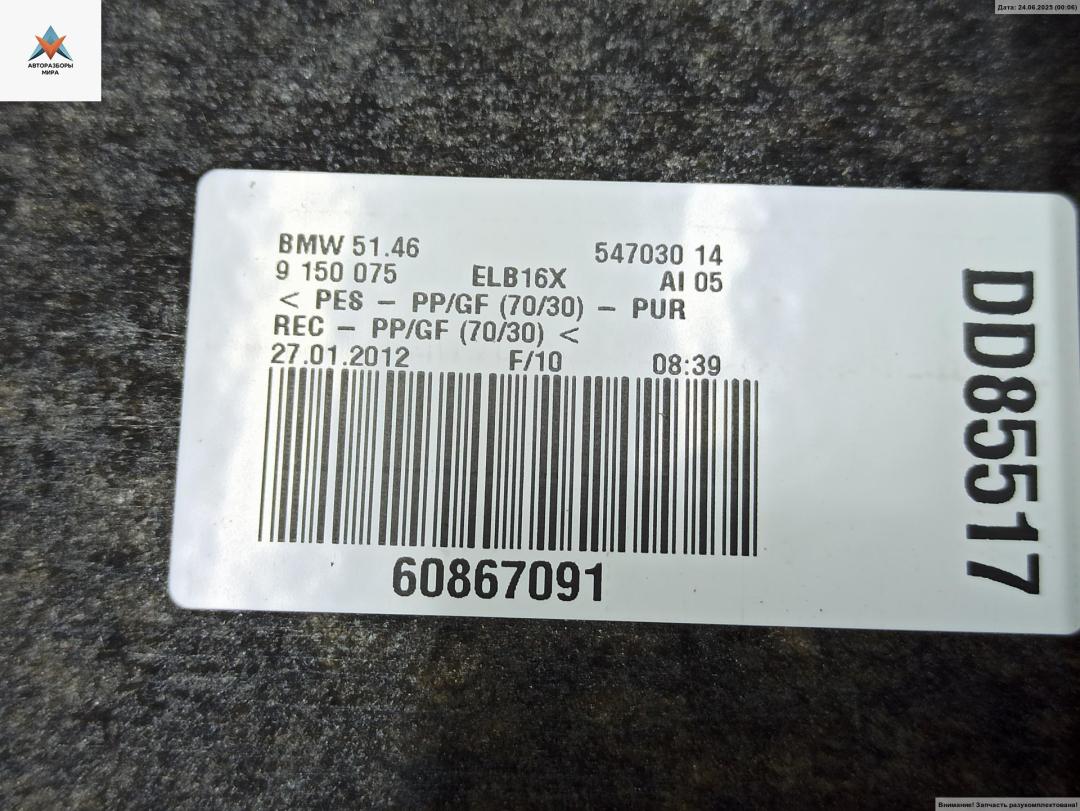 АВТОРАЗБОРЫ
МИРА
Дата: 24.06.2025 (00:06)
BMW 51.46 547030 14
9 150 075 ELB16X AI 05
< PES - PP/GF (70/30) - PUR
REC - PP/GF (70/30) <
27.01.2012 F/10 08:39
60867091
DD85517
Внимание! Запчасть разукомплектована!